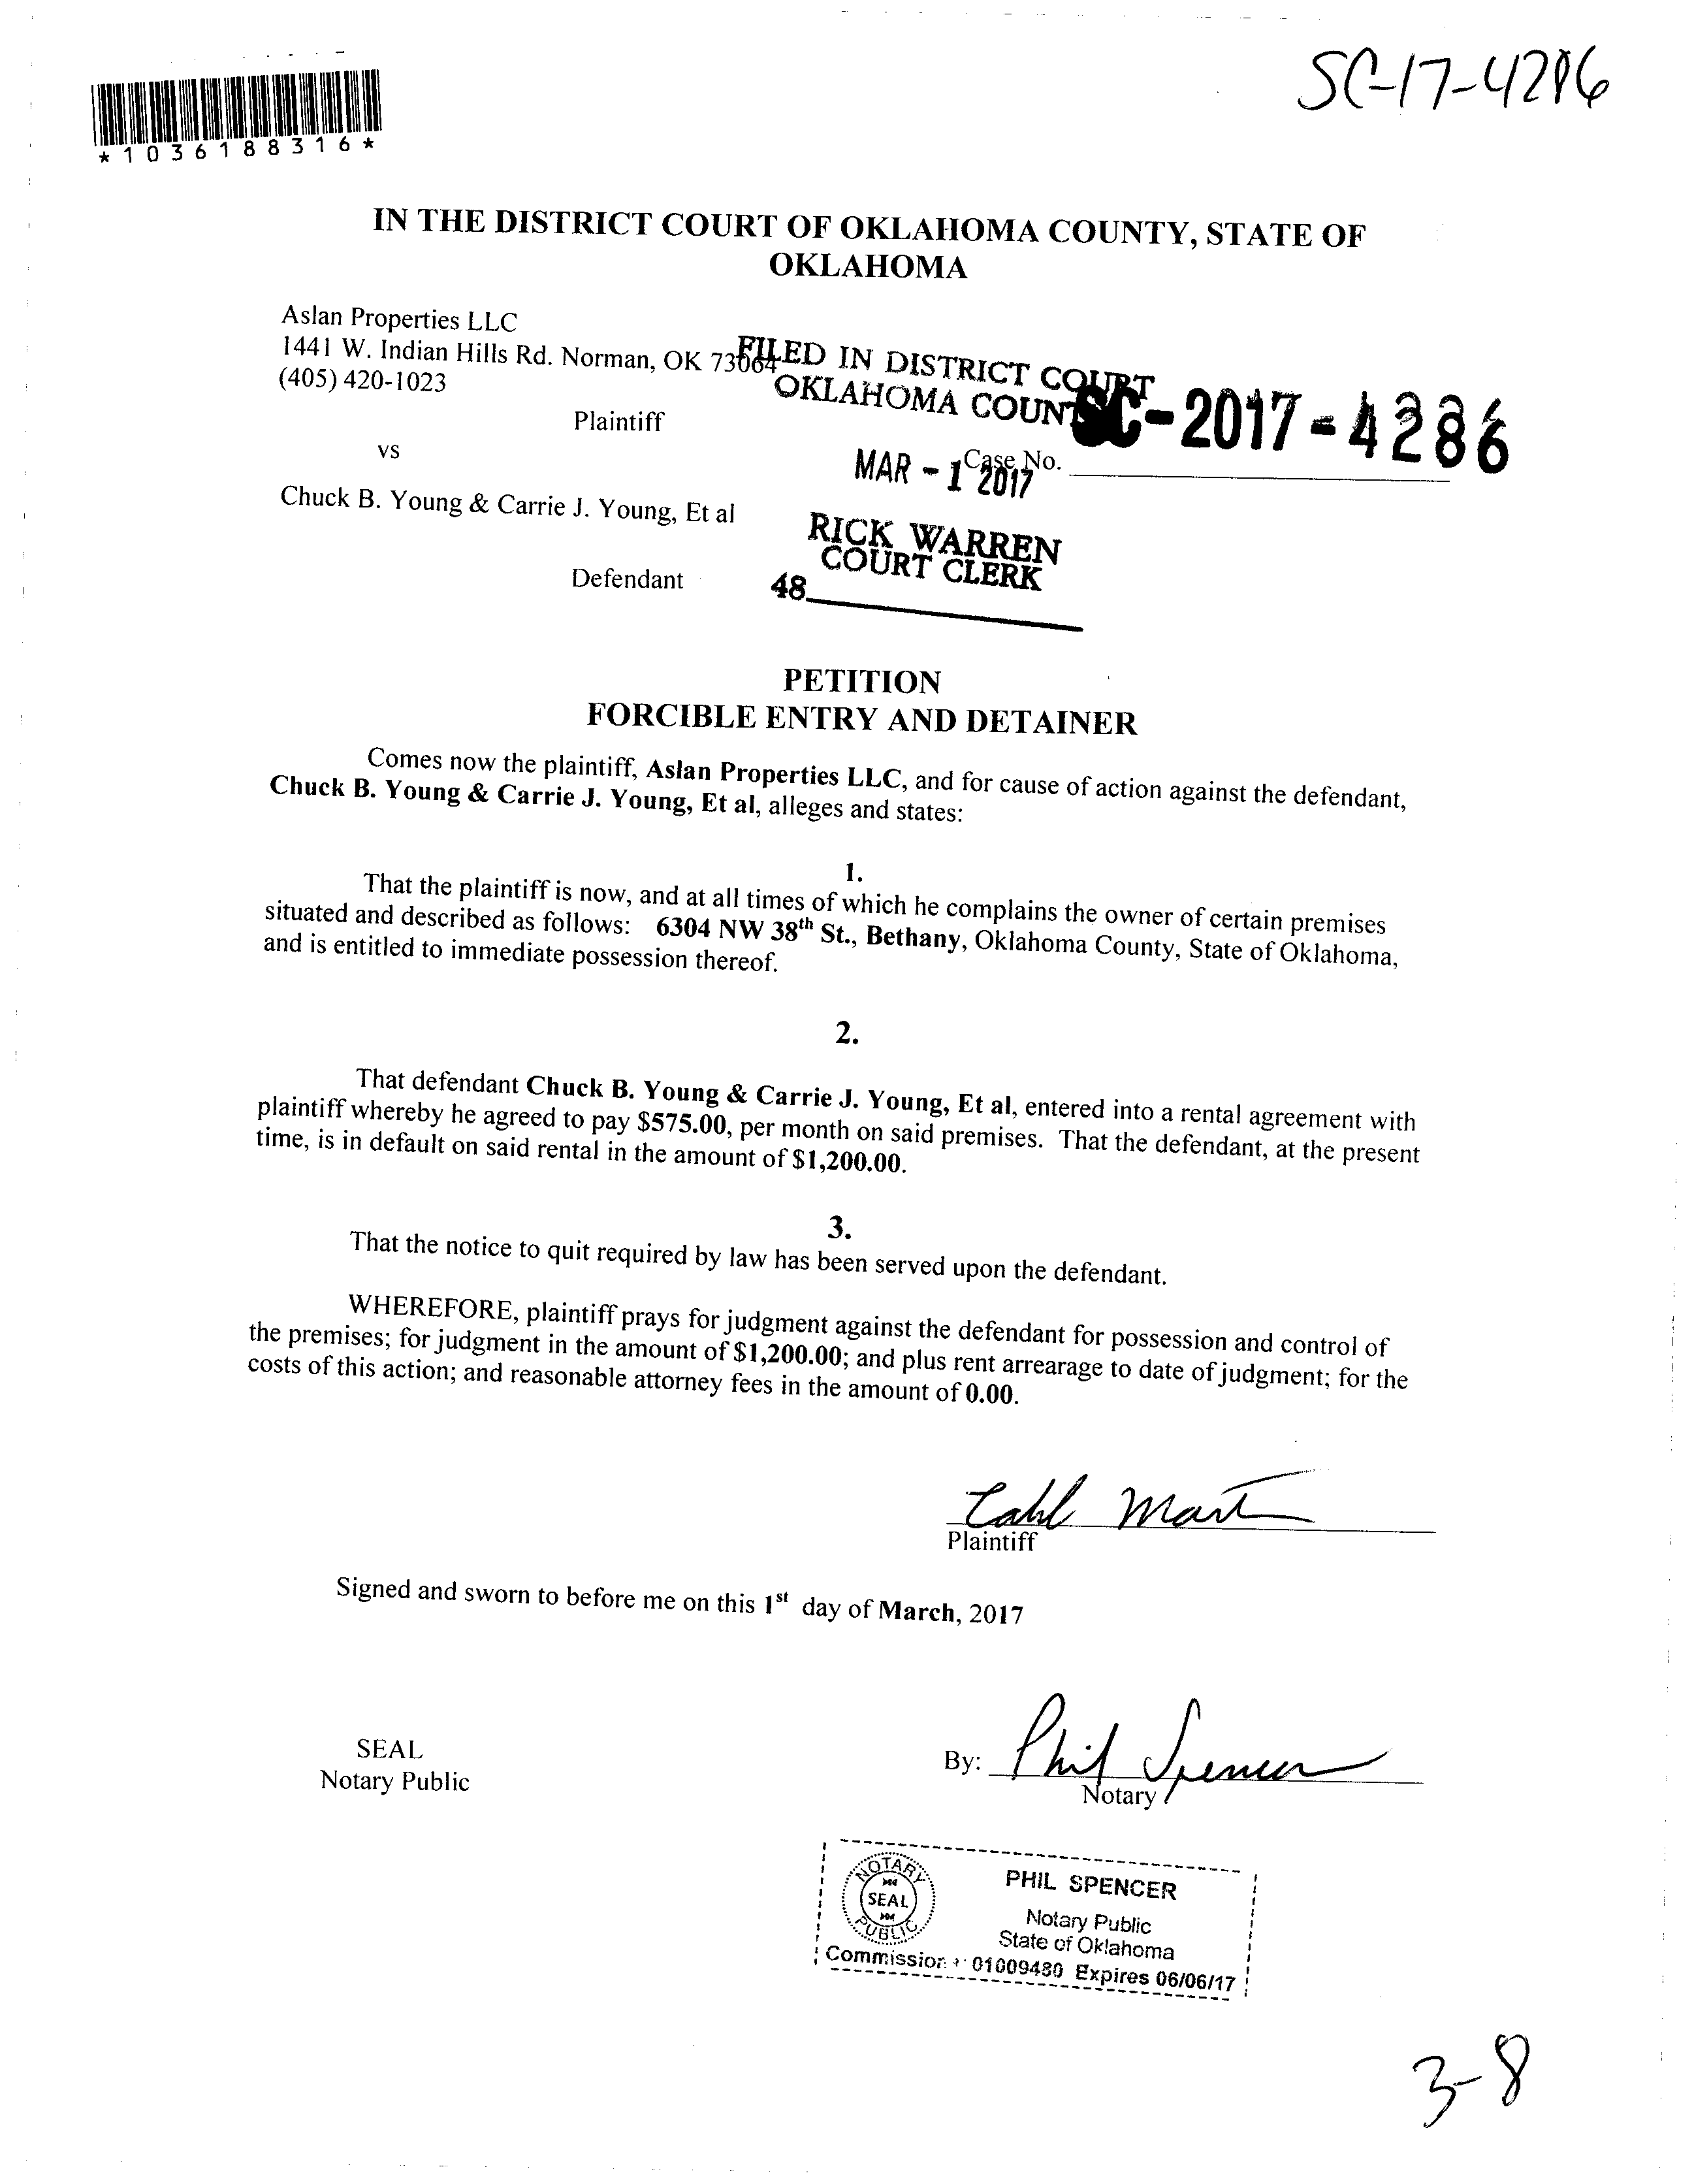 SC-17-4286
*1036188316*
IN THE DISTRICT COURT OF OKLAHOMA COUNTY, STATE OF
OKLAHOMA
Aslan Properties LLC
1441 W. Indian Hills Rd. Norman, OK 73064
(405) 420-1023
Plaintiff
vs
Chuck B. Young & Carrie J. Young, Et al
Defendant
FILED IN DISTRICT COURT
OKLAHOMA COUNTY
SC-2017-4286
Case No.
MAR - 1 2017
RICK WARREN
COURT CLERK
48
PETITION
FORCIBLE ENTRY AND DETAINER
Comes now the plaintiff, Aslan Properties LLC, and for cause of action against the defendant,
Chuck B. Young & Carrie J. Young, Et al, alleges and states:
1.
That the plaintiff is now, and at all times of which he complains the owner of certain premises
situated and described as follows: 6304 NW 38th St., Bethany, Oklahoma County, State of Oklahoma,
and is entitled to immediate possession thereof.
2.
That defendant Chuck B. Young & Carrie J. Young, Et al, entered into a rental agreement with
plaintiff whereby he agreed to pay $575.00, per month on said premises. That the defendant, at the present
time, is in default on said rental in the amount of $1,200.00.
3.
That the notice to quit required by law has been served upon the defendant.
WHEREFORE, plaintiff prays for judgment against the defendant for possession and control of
the premises; for judgment in the amount of $1,200.00; and plus rent arrearage to date of judgment; for the
costs of this action; and reasonable attorney fees in the amount of 0.00.
Plaintiff
Signed and sworn to before me on this 1st day of March, 2017
SEAL
Notary Public
By: Phil Spencer
Notary
NOTARY
SEAL
PUBLIC
PHIL SPENCER
Notary Public
State of Oklahoma
Commission # 01009480 Expires 06/06/17
3-8